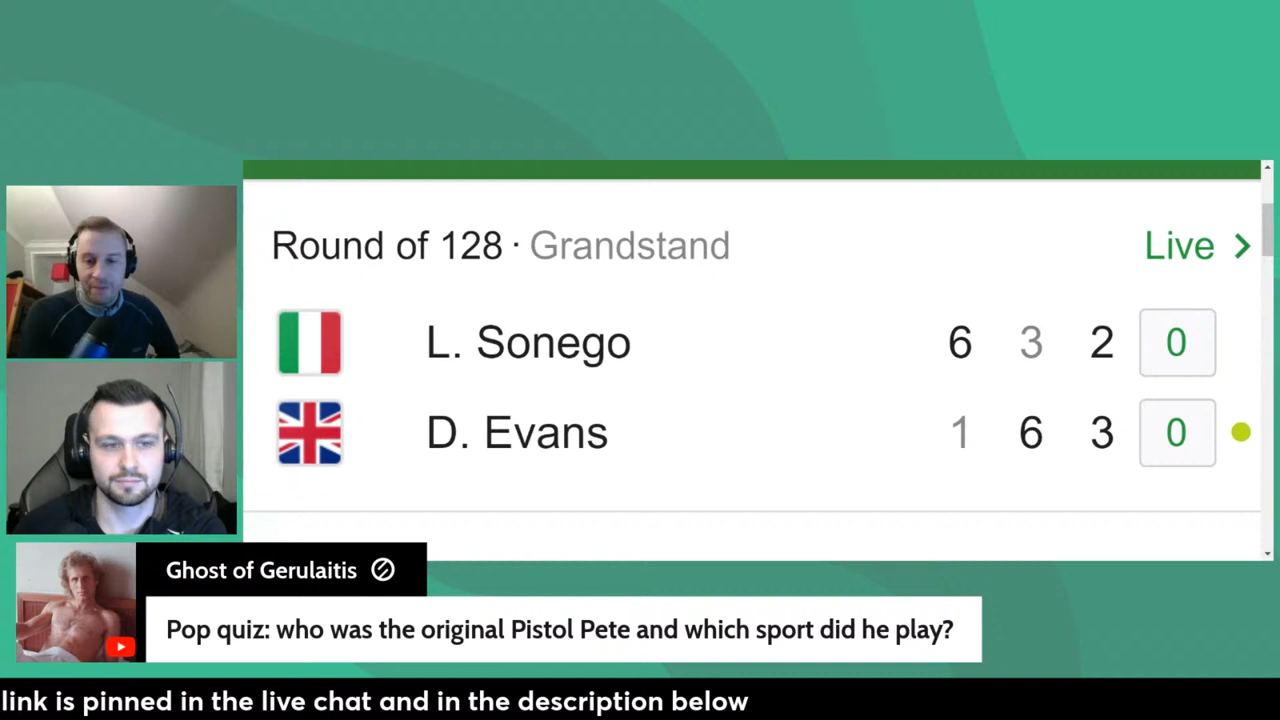 Round of 128 · Grandstand Live
L. Sonego 6 3 2 0
D. Evans 1 6 3 0
Ghost of Gerulaitis
Pop quiz: who was the original Pistol Pete and which sport did he play?
link is pinned in the live chat and in the description below